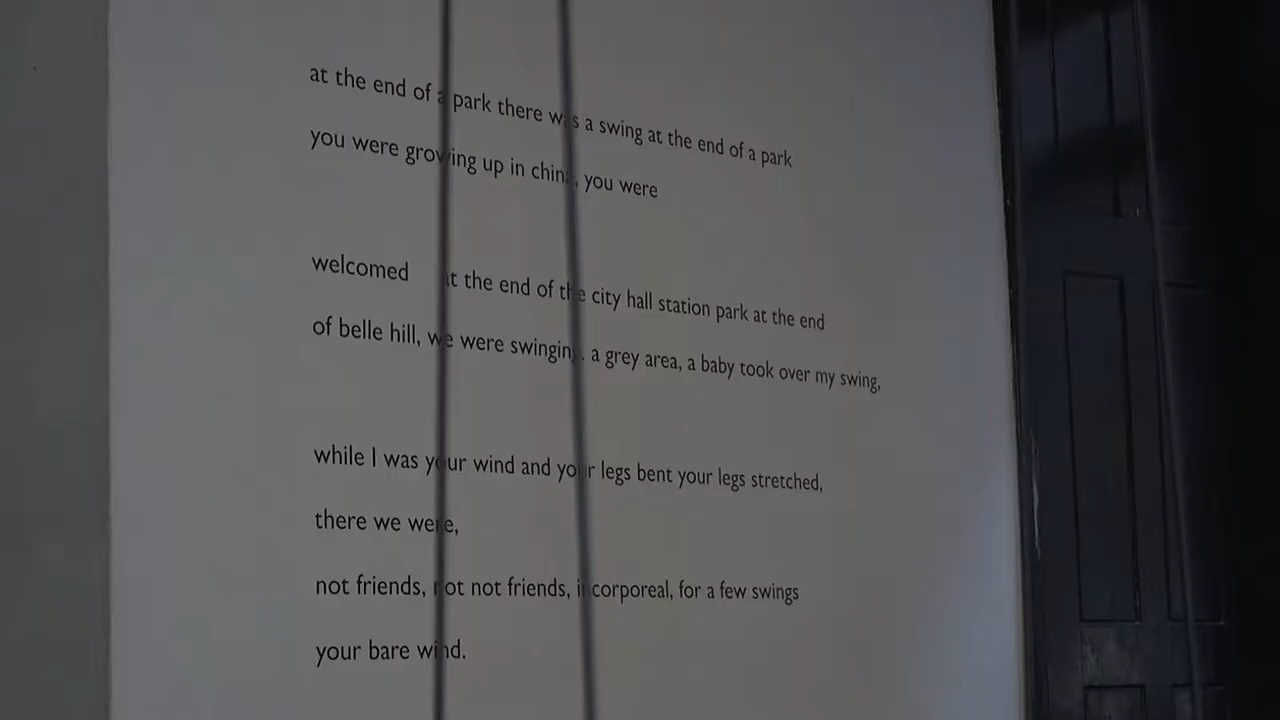 at the end of a park there was a swing at the end of a park
you were growing up in china, you were
welcomed at the end of the city hall station park at the end
of belle hill, we were swinging. a grey area, a baby took over my swing,
while I was your wind and your legs bent your legs stretched,
there we were,
not friends, not not friends, incorporeal, for a few swings
your bare wind.